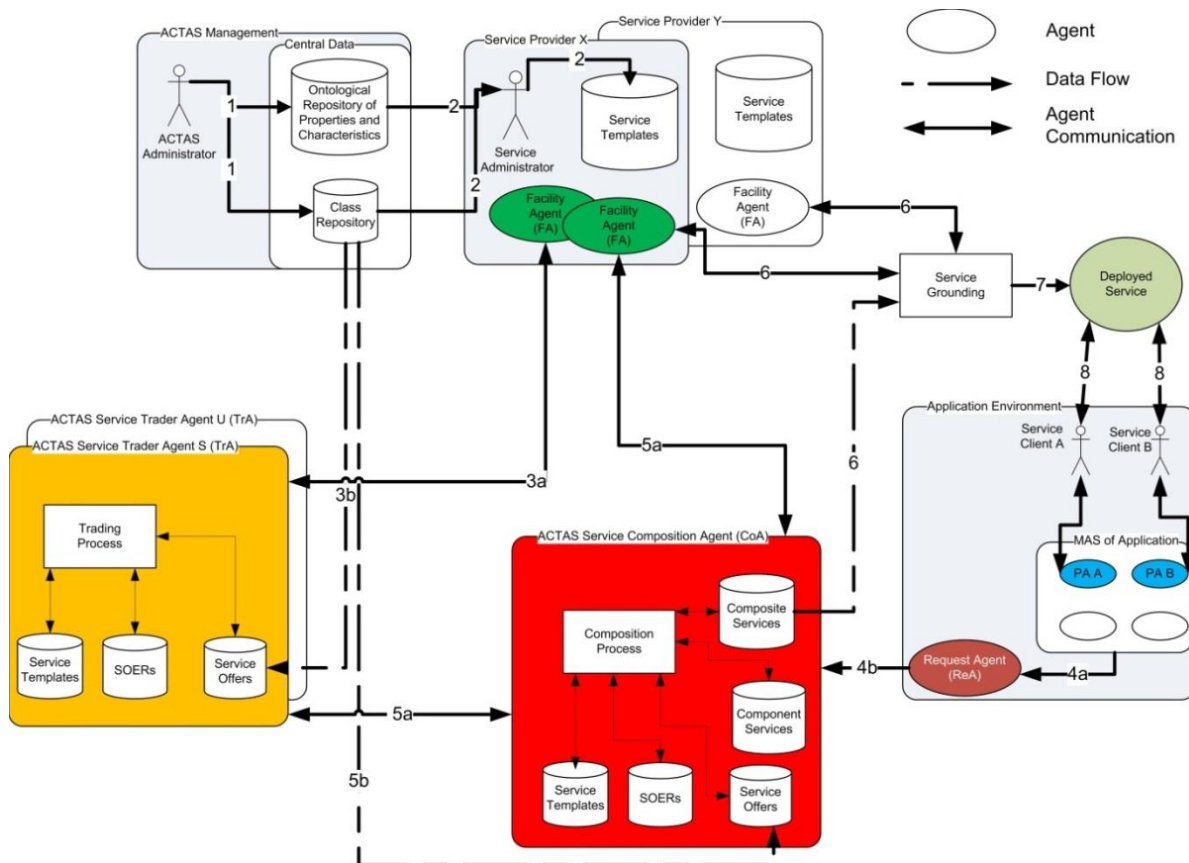 Service Provider Y
ACTAS Management
Central Data
Service Provider X
Agent
Data Flow
Agent
Communication
ACTAS
Administrator
1
1
Ontological
Repository of
Properties and
Characteristics
Class
Repository
2
2
2
Service
Administrator
Service
Templates
Service
Templates
Facility
Agent
(FA)
Facility
Agent
(FA)
Facility
Agent
(FA)
6
6
Service
Grounding
7
Deployed
Service
8
8
Application Environment
Service
Client A
Service
Client B
MAS of Application
PA A
PA B
4a
Request Agent
(ReA)
4b
6
5a
3a
3b
ACTAS Service Trader Agent U (TrA)
ACTAS Service Trader Agent S (TrA)
Trading
Process
Service
Templates
SOERs
Service
Offers
5a
5b
ACTAS Service Composition Agent (CoA)
Composition
Process
Composite
Services
Component
Services
Service
Templates
SOERs
Service
Offers